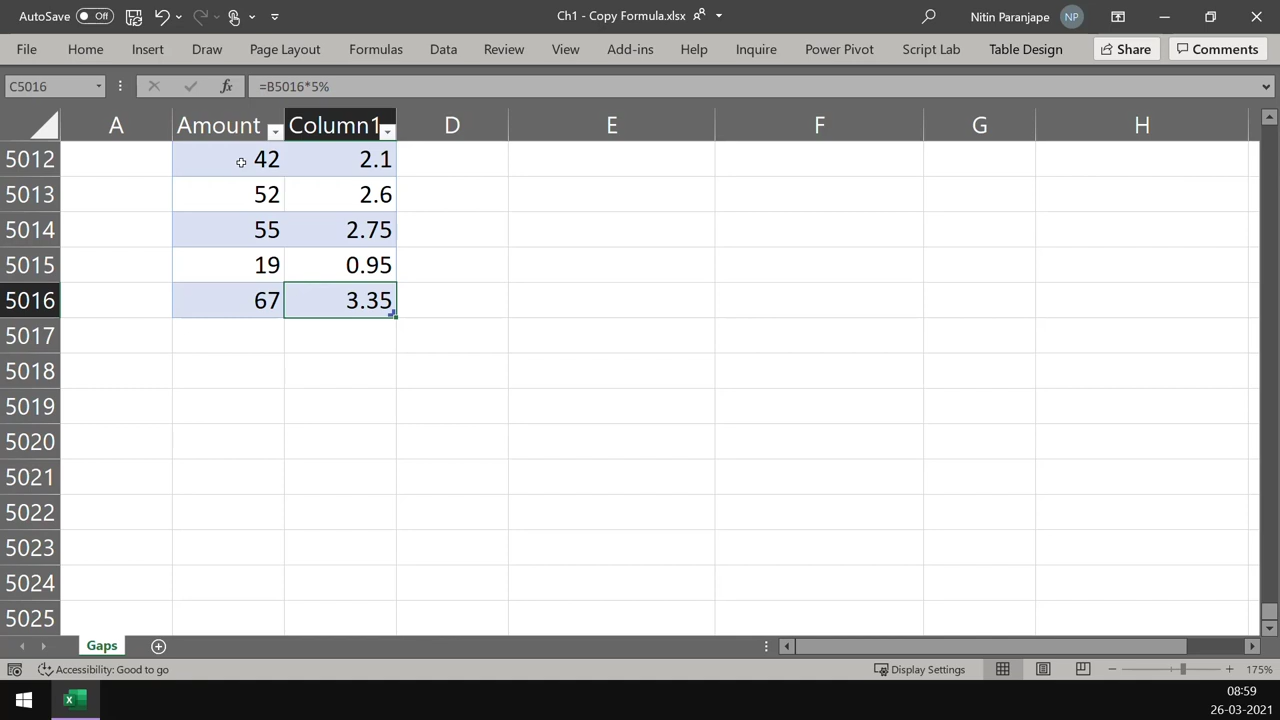 AutoSave Off Ch1 - Copy Formula.xlsx Nitin Paranjape NP
File Home Insert Draw Page Layout Formulas Data Review View Add-ins Help Inquire Power Pivot Script Lab Table Design Share Comments
C5016 fx =B5016*5%
A Amount Column1 D E F G H
5012 42 2.1
5013 52 2.6
5014 55 2.75
5015 19 0.95
5016 67 3.35
5017
5018
5019
5020
5021
5022
5023
5024
5025
Gaps
Accessibility: Good to go Display Settings 175%
08:59
26-03-2021